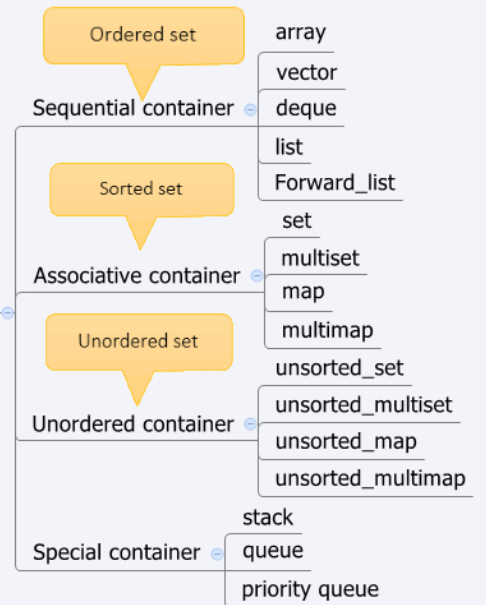 Ordered set
Sequential container
array
vector
deque
list
Forward_list
Sorted set
Associative container
set
multiset
map
multimap
Unordered set
Unordered container
unsorted_set
unsorted_multiset
unsorted_map
unsorted_multimap
Special container
stack
queue
priority queue